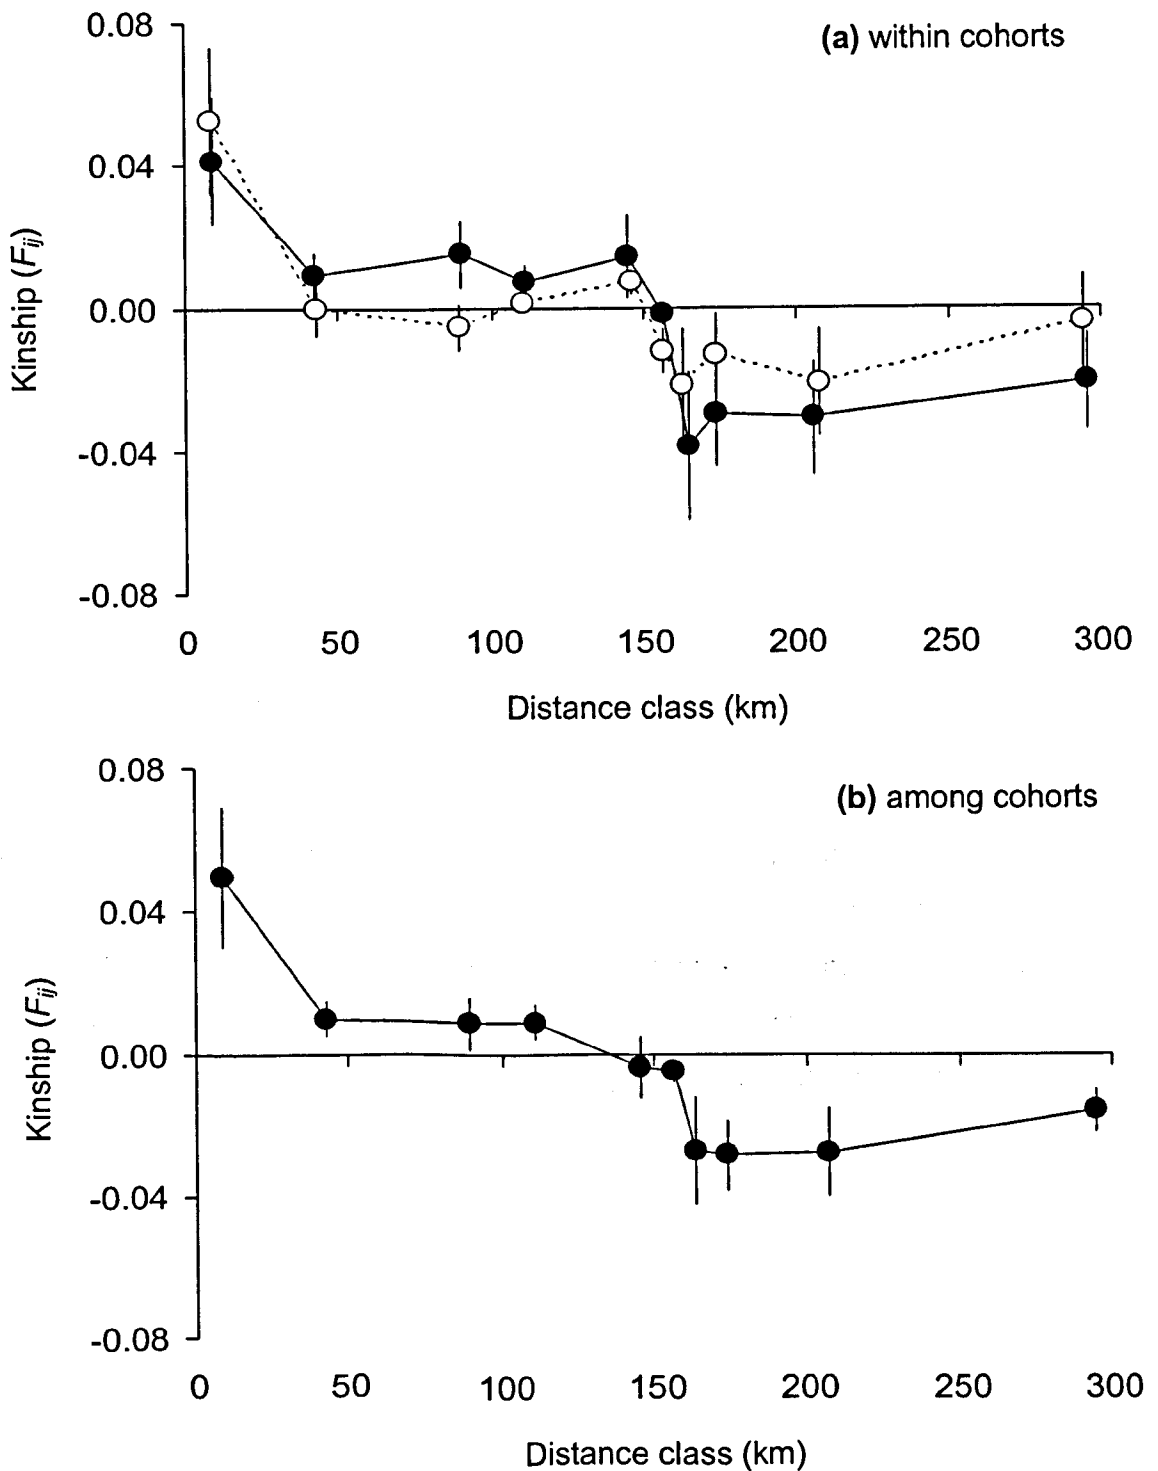 0.08
(a) within cohorts
0.04
Kinship (Fij)
0.00
-0.04
-0.08
0 50 100 150 200 250 300
Distance class (km)
0.08
(b) among cohorts
0.04
Kinship (Fij)
0.00
-0.04
-0.08
0 50 100 150 200 250 300
Distance class (km)